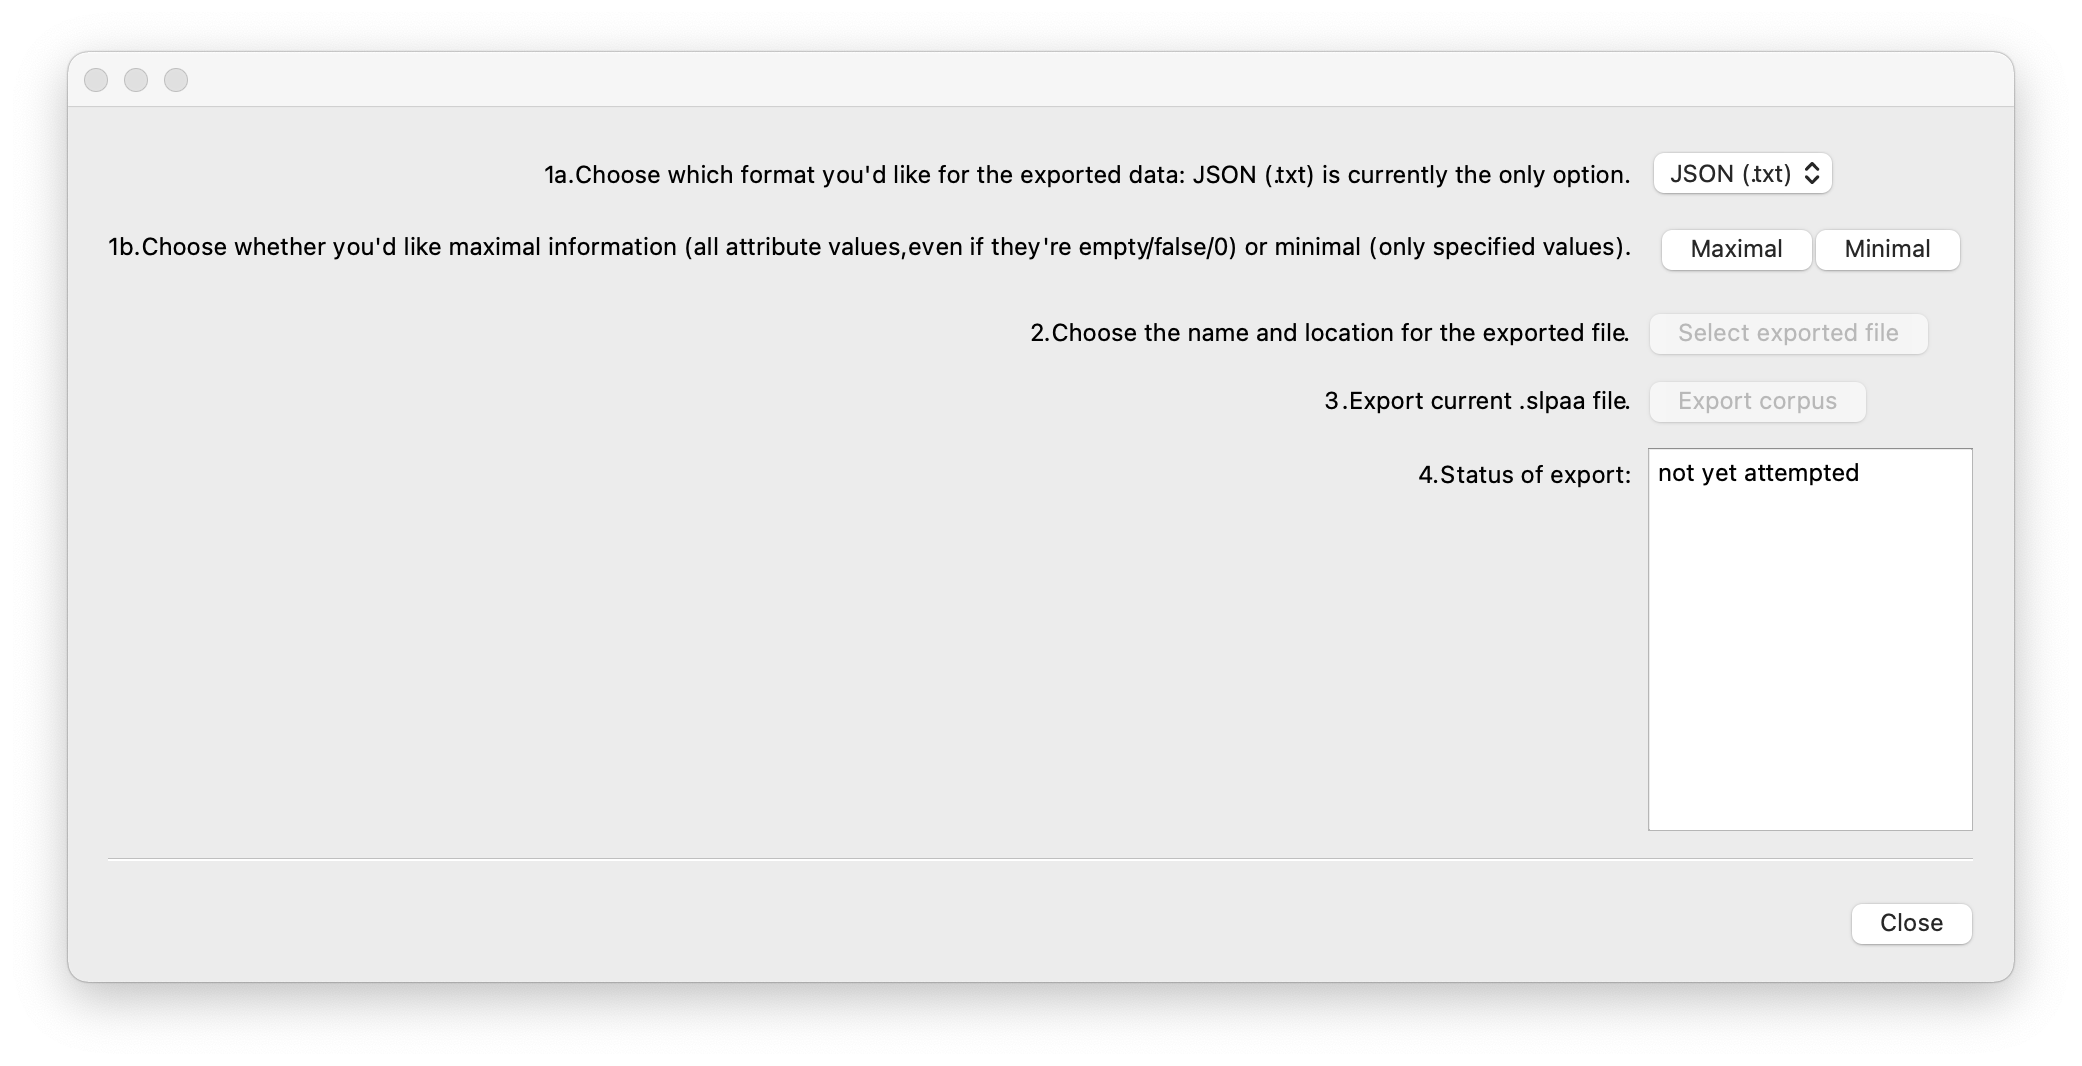 1a.Choose which format you'd like for the exported data: JSON (.txt) is currently the only option. JSON (.txt)
1b.Choose whether you'd like maximal information (all attribute values,even if they're empty/false/0) or minimal (only specified values). Maximal Minimal
2.Choose the name and location for the exported file. Select exported file
3.Export current .slpaa file. Export corpus
4.Status of export: not yet attempted
Close